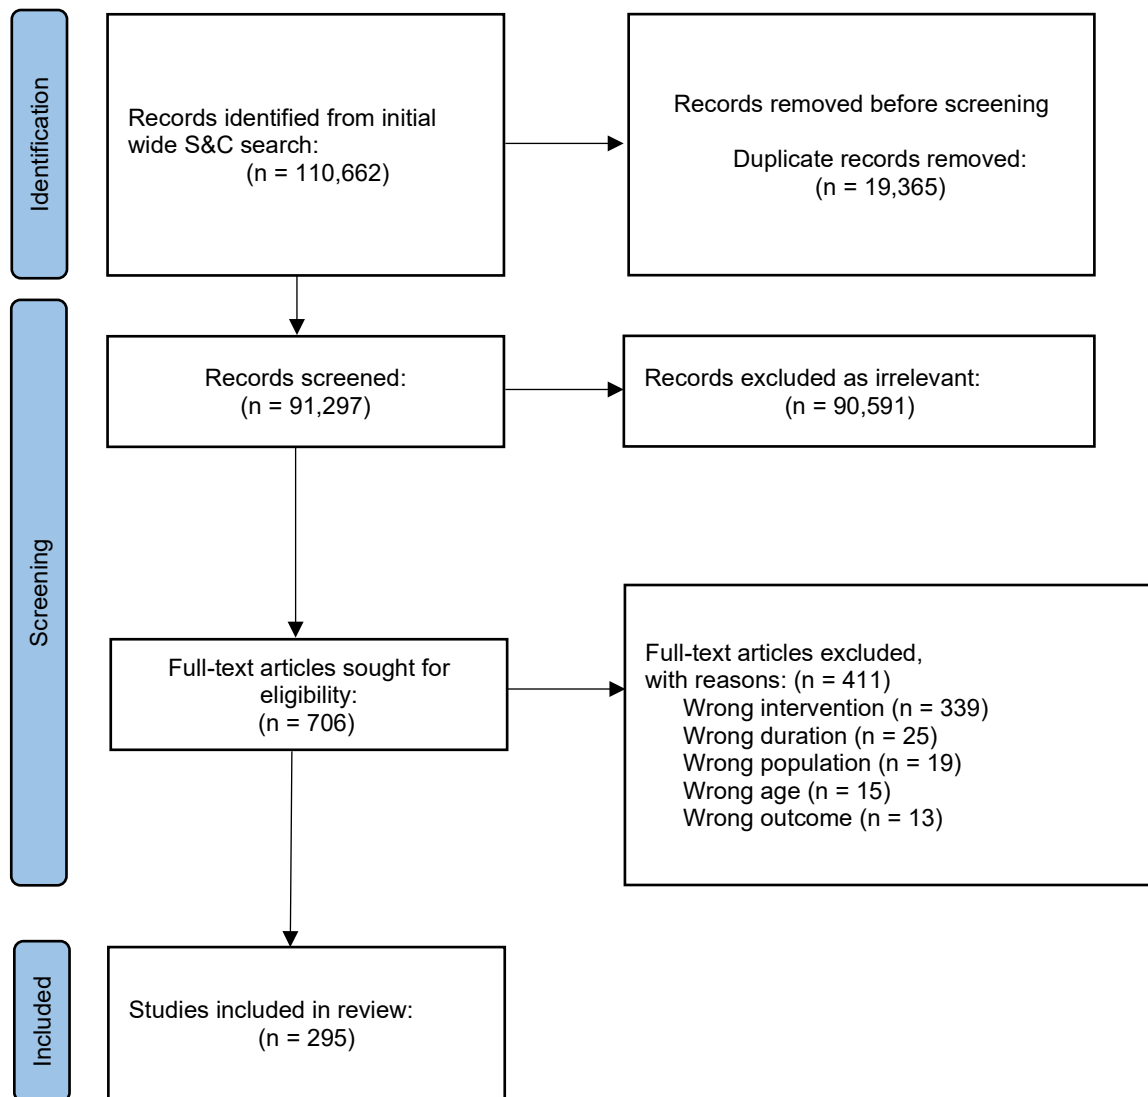 Identification
Records identified from initial
wide S&C search:
(n = 110,662)
Records removed before screening
Duplicate records removed:
(n = 19,365)
Screening
Records screened:
(n = 91,297)
Records excluded as irrelevant:
(n = 90,591)
Full-text articles sought for
eligibility:
(n = 706)
Full-text articles excluded,
with reasons: (n = 411)
Wrong intervention (n = 339)
Wrong duration (n = 25)
Wrong population (n = 19)
Wrong age (n = 15)
Wrong outcome (n = 13)
Included
Studies included in review:
(n = 295)